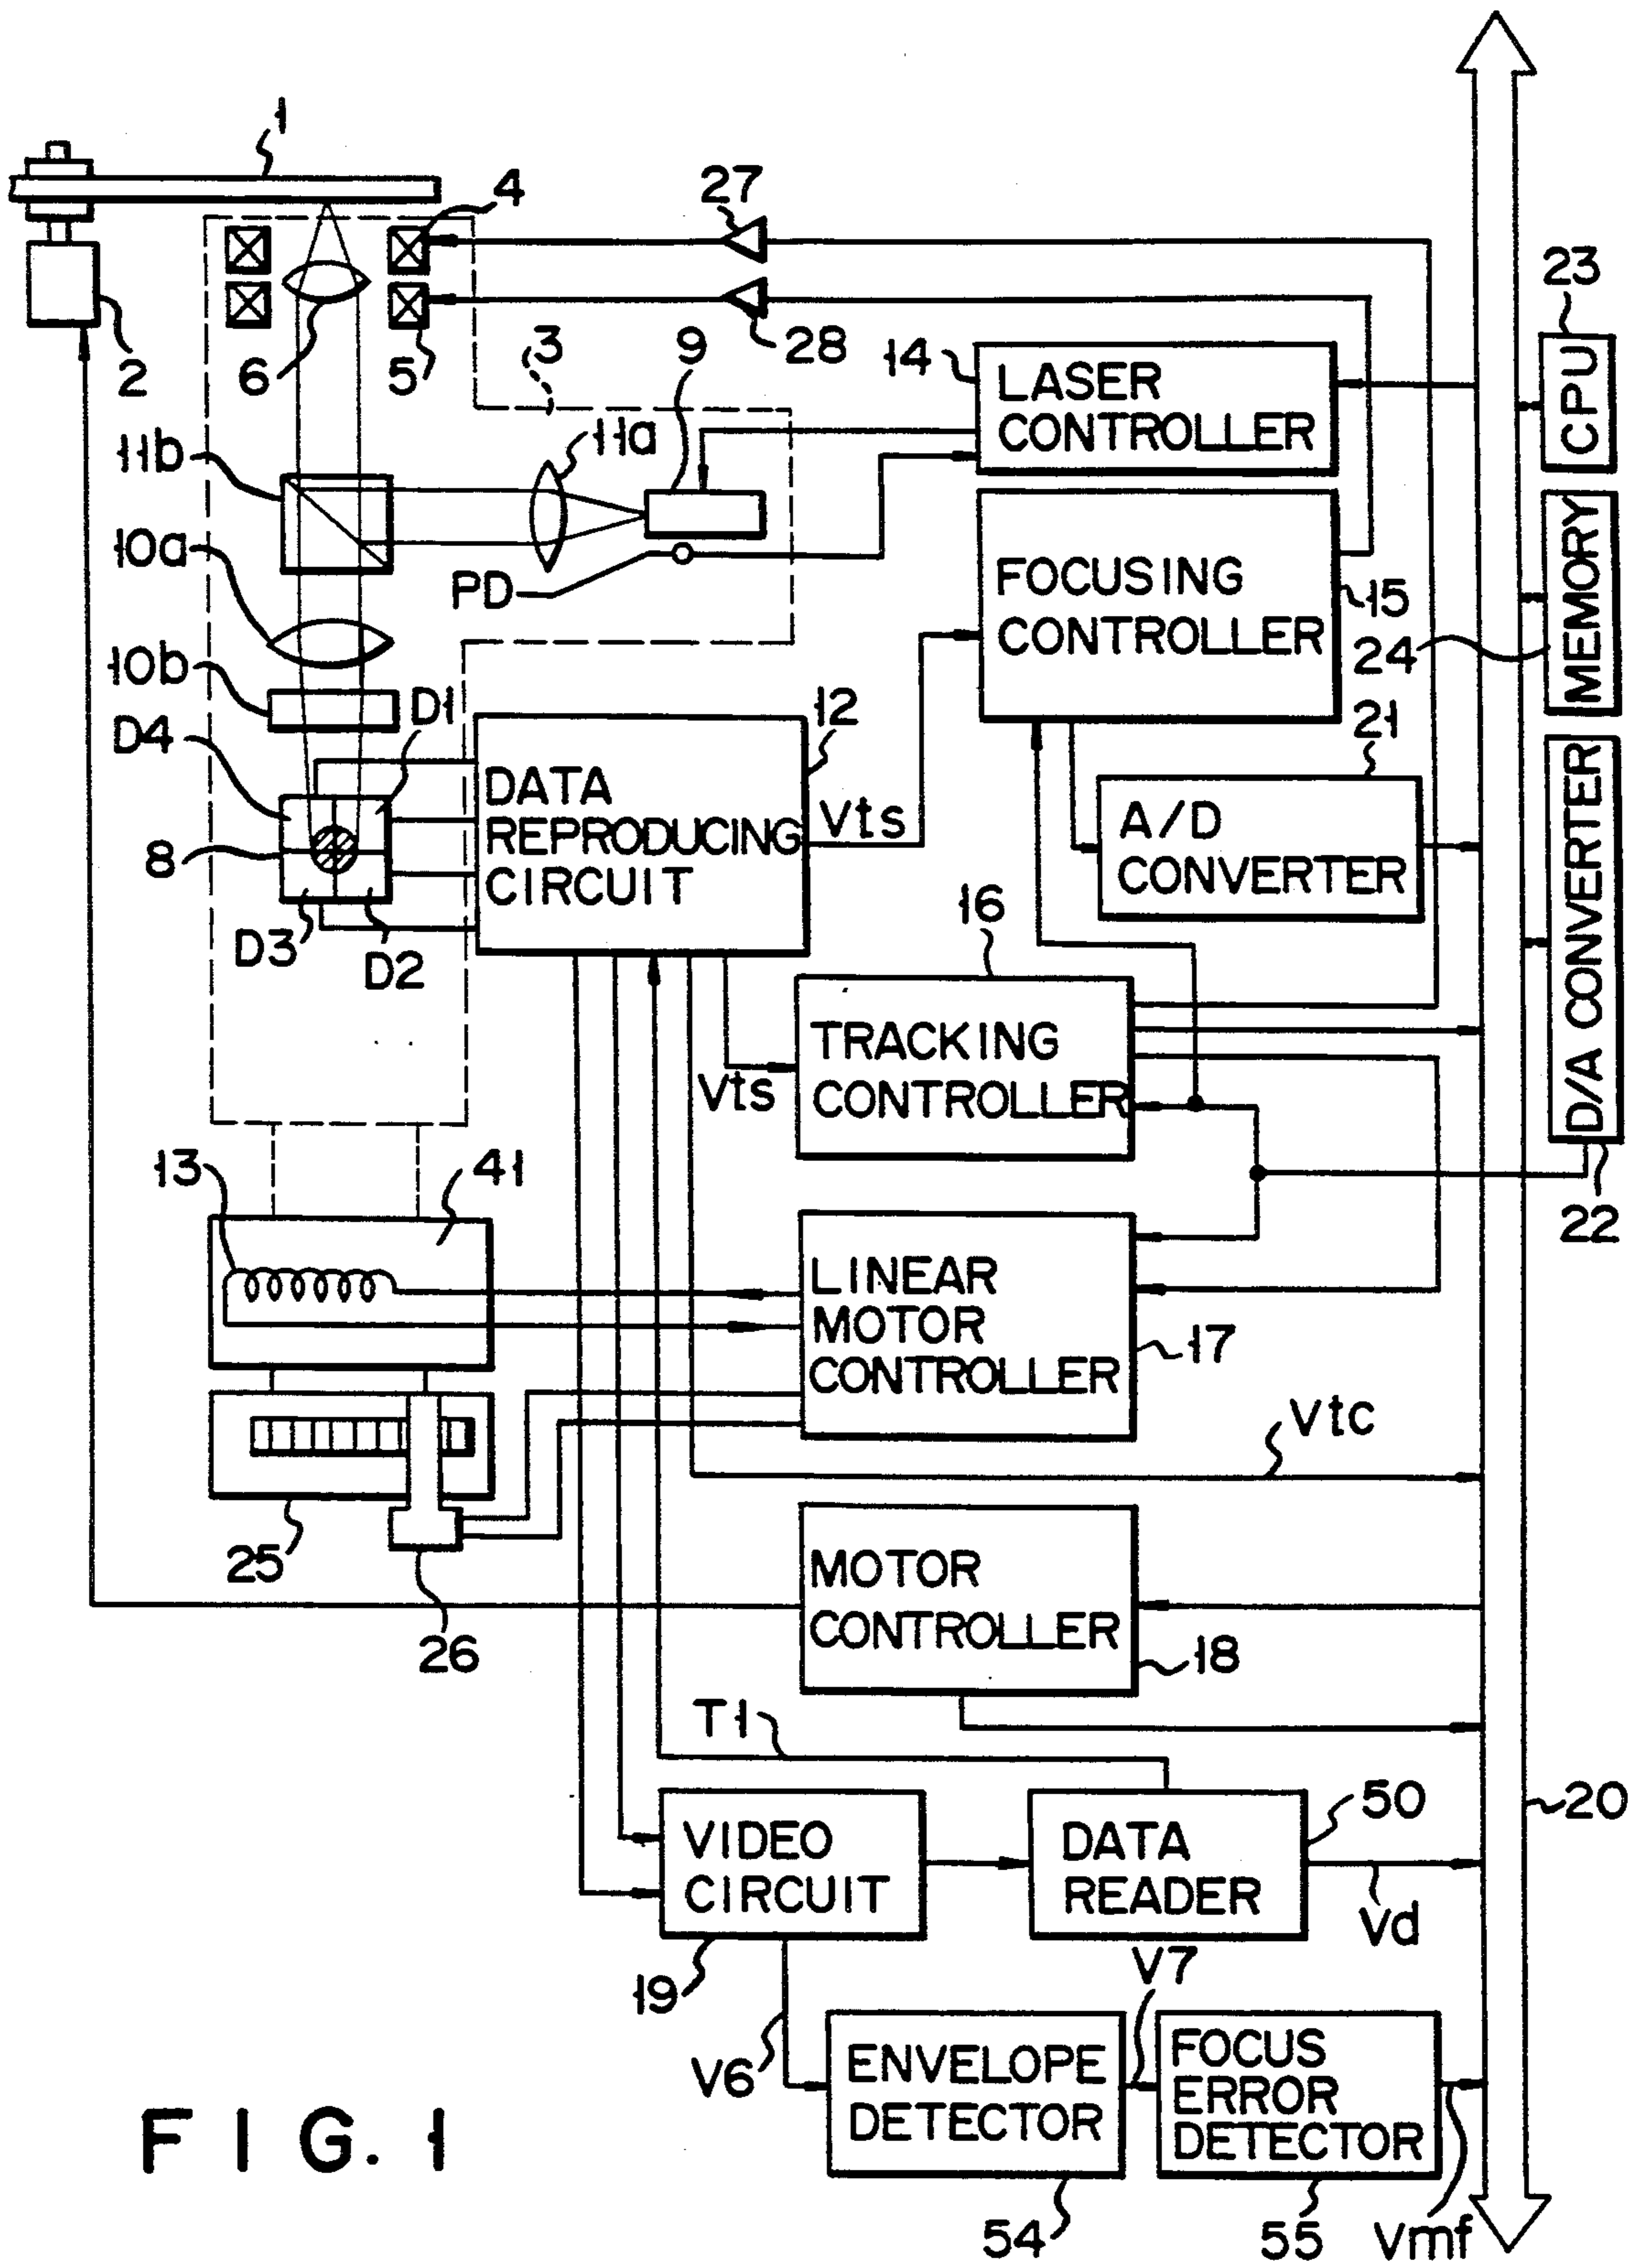 1
27
4
23
CPU
2
6
5
3
9
28
14
LASER
CONTROLLER
11b
11a
10a
PD
FOCUSING
CONTROLLER
15
24
MEMORY
10b
D1
D4
12
21
DATA
REPRODUCING
CIRCUIT
Vts
A/D
CONVERTER
8
D3
D2
16
D/A CONVERTER
TRACKING
CONTROLLER
Vts
13
41
22
LINEAR
MOTOR
CONTROLLER
17
Vtc
25
26
MOTOR
CONTROLLER
18
T1
50
20
VIDEO
CIRCUIT
DATA
READER
Vd
19
V7
V6
ENVELOPE
DETECTOR
FOCUS
ERROR
DETECTOR
54
55
Vmf
FIG. 1